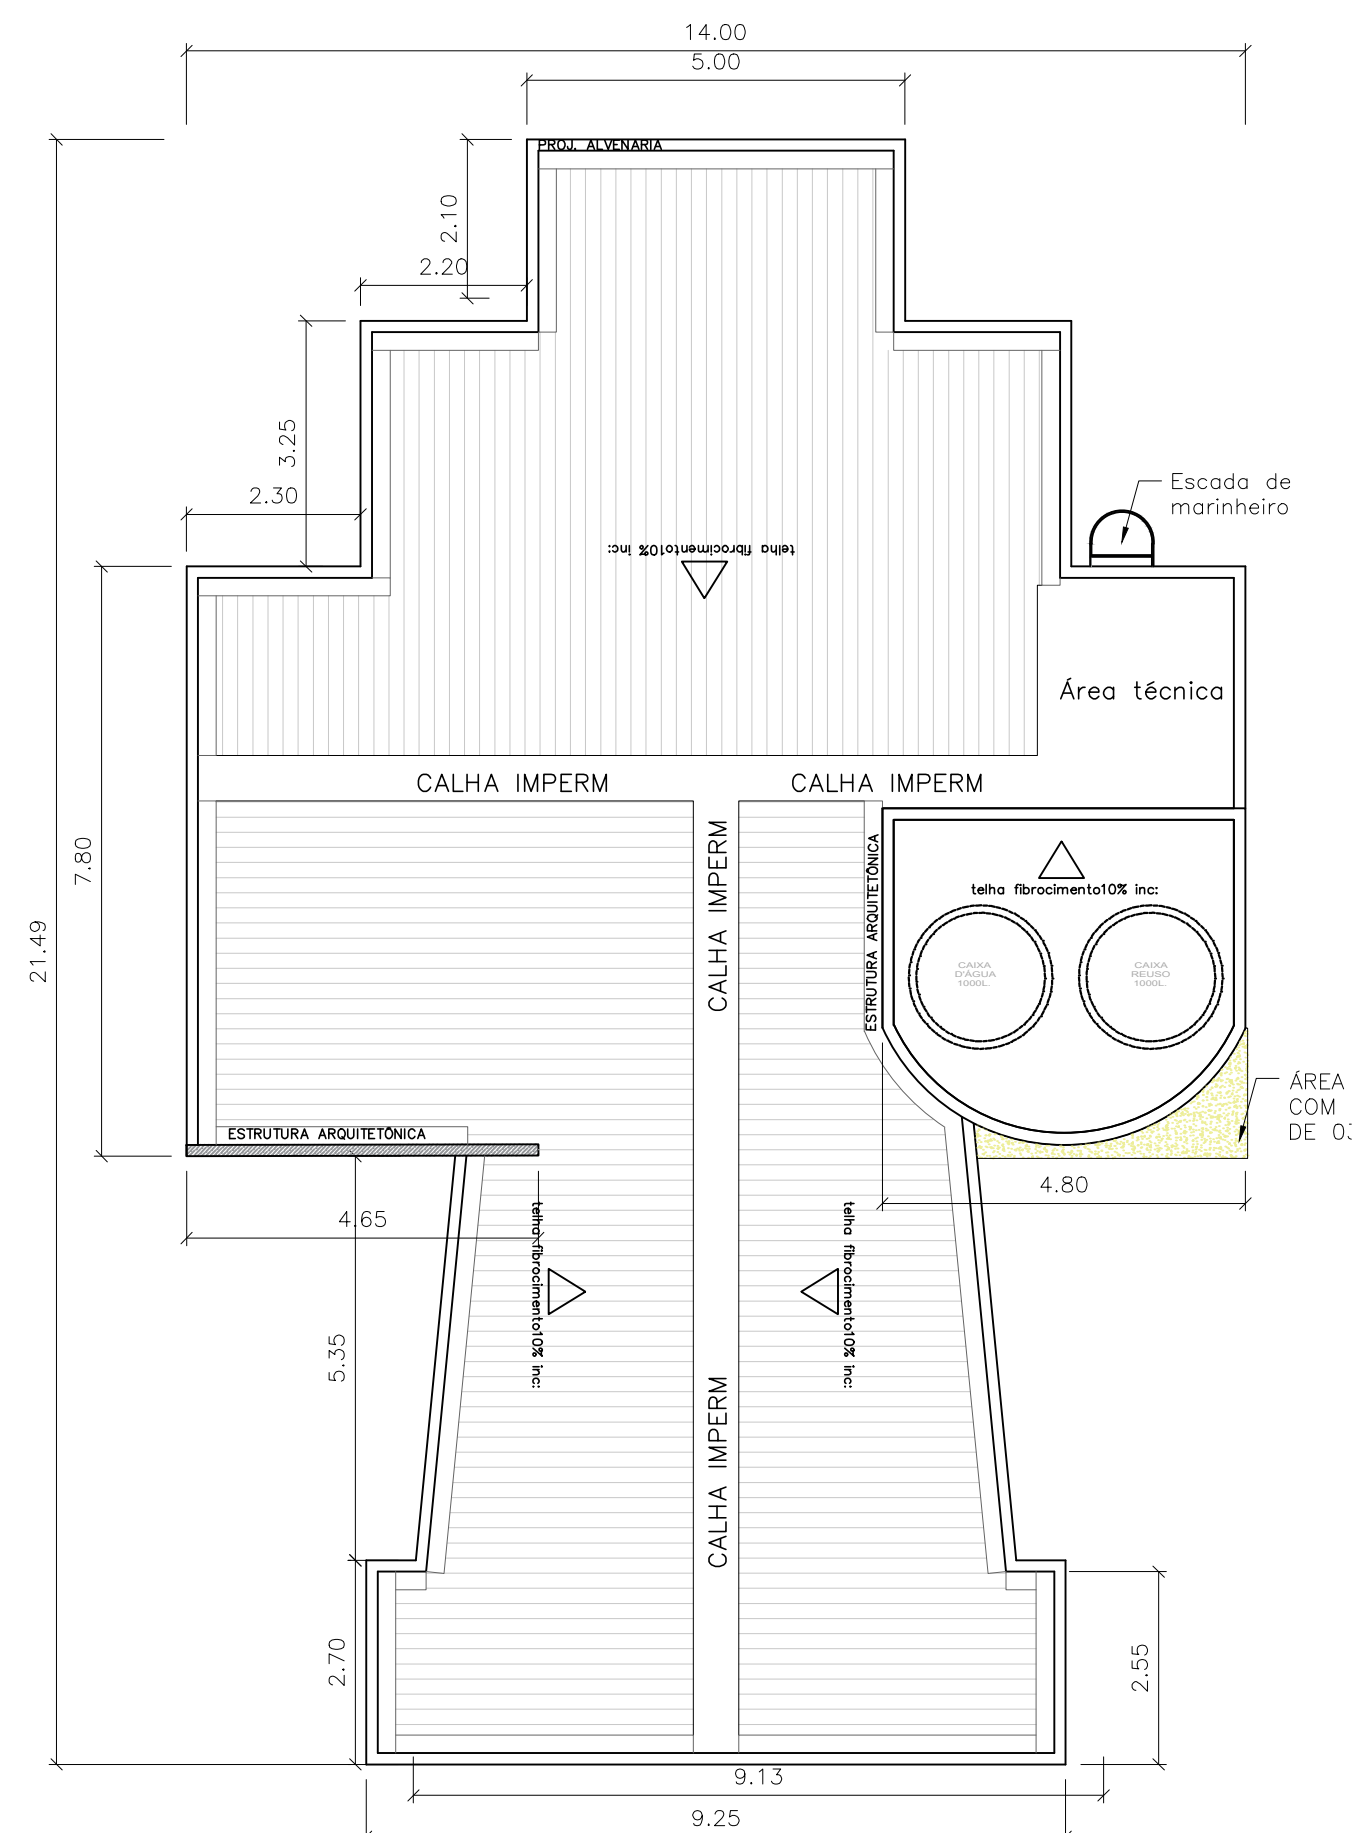 14.00
5.00
PROJ. ALVENARIA
2.10
2.20
3.25
2.30
Escada de
marinheiro
telha fibrocimento10% inc:
Área técnica
CALHA IMPERM
CALHA IMPERM
7.80
21.49
CALHA IMPERM
ESTRUTURA ARQUITETÔNICA
telha fibrocimento10% inc:
CAIXA
D'ÁGUA
1000L.
CAIXA
REUSO
1000L.
ÁREA
COM
DE
ESTRUTURA ARQUITETÔNICA
4.80
4.65
telha fibrocimento10% inc:
telha fibrocimento10% inc:
5.35
CALHA IMPERM
2.70
2.55
9.13
9.25